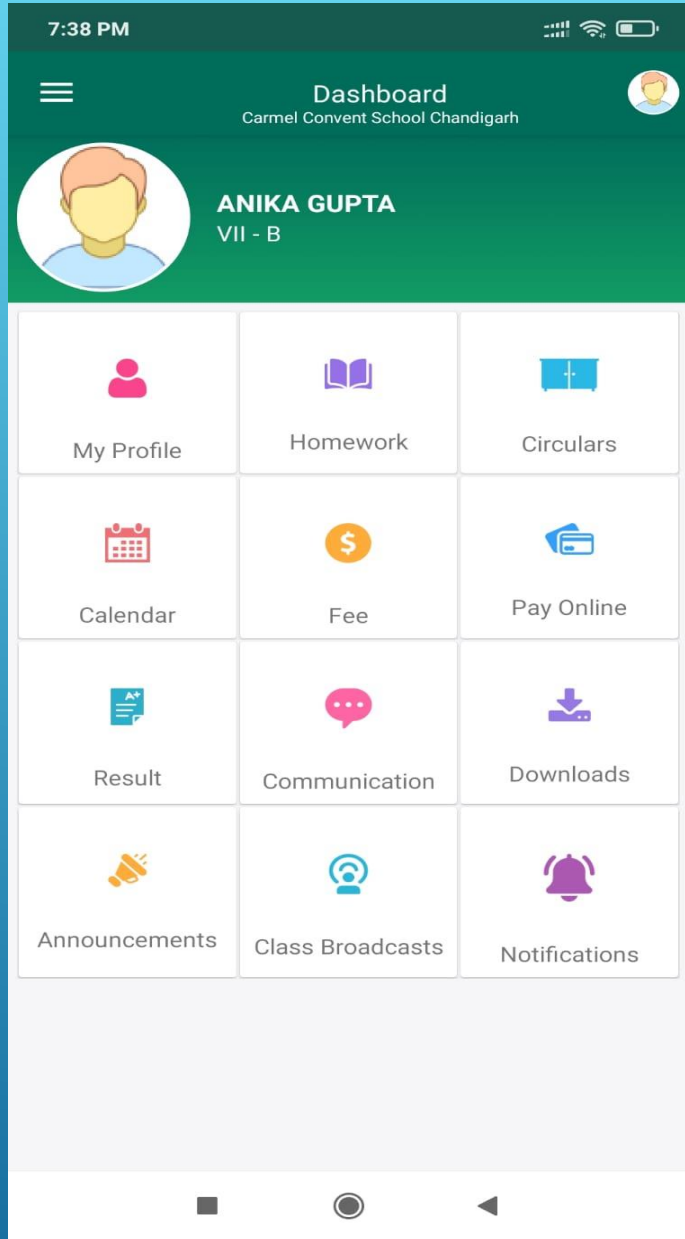 7:38 PM
Dashboard
Carmel Convent School Chandigarh
ANIKA GUPTA
VII - B
My Profile
Homework
Circulars
Calendar
$
Fee
Pay Online
A+
Result
Communication
Downloads
Announcements
Class Broadcasts
Notifications